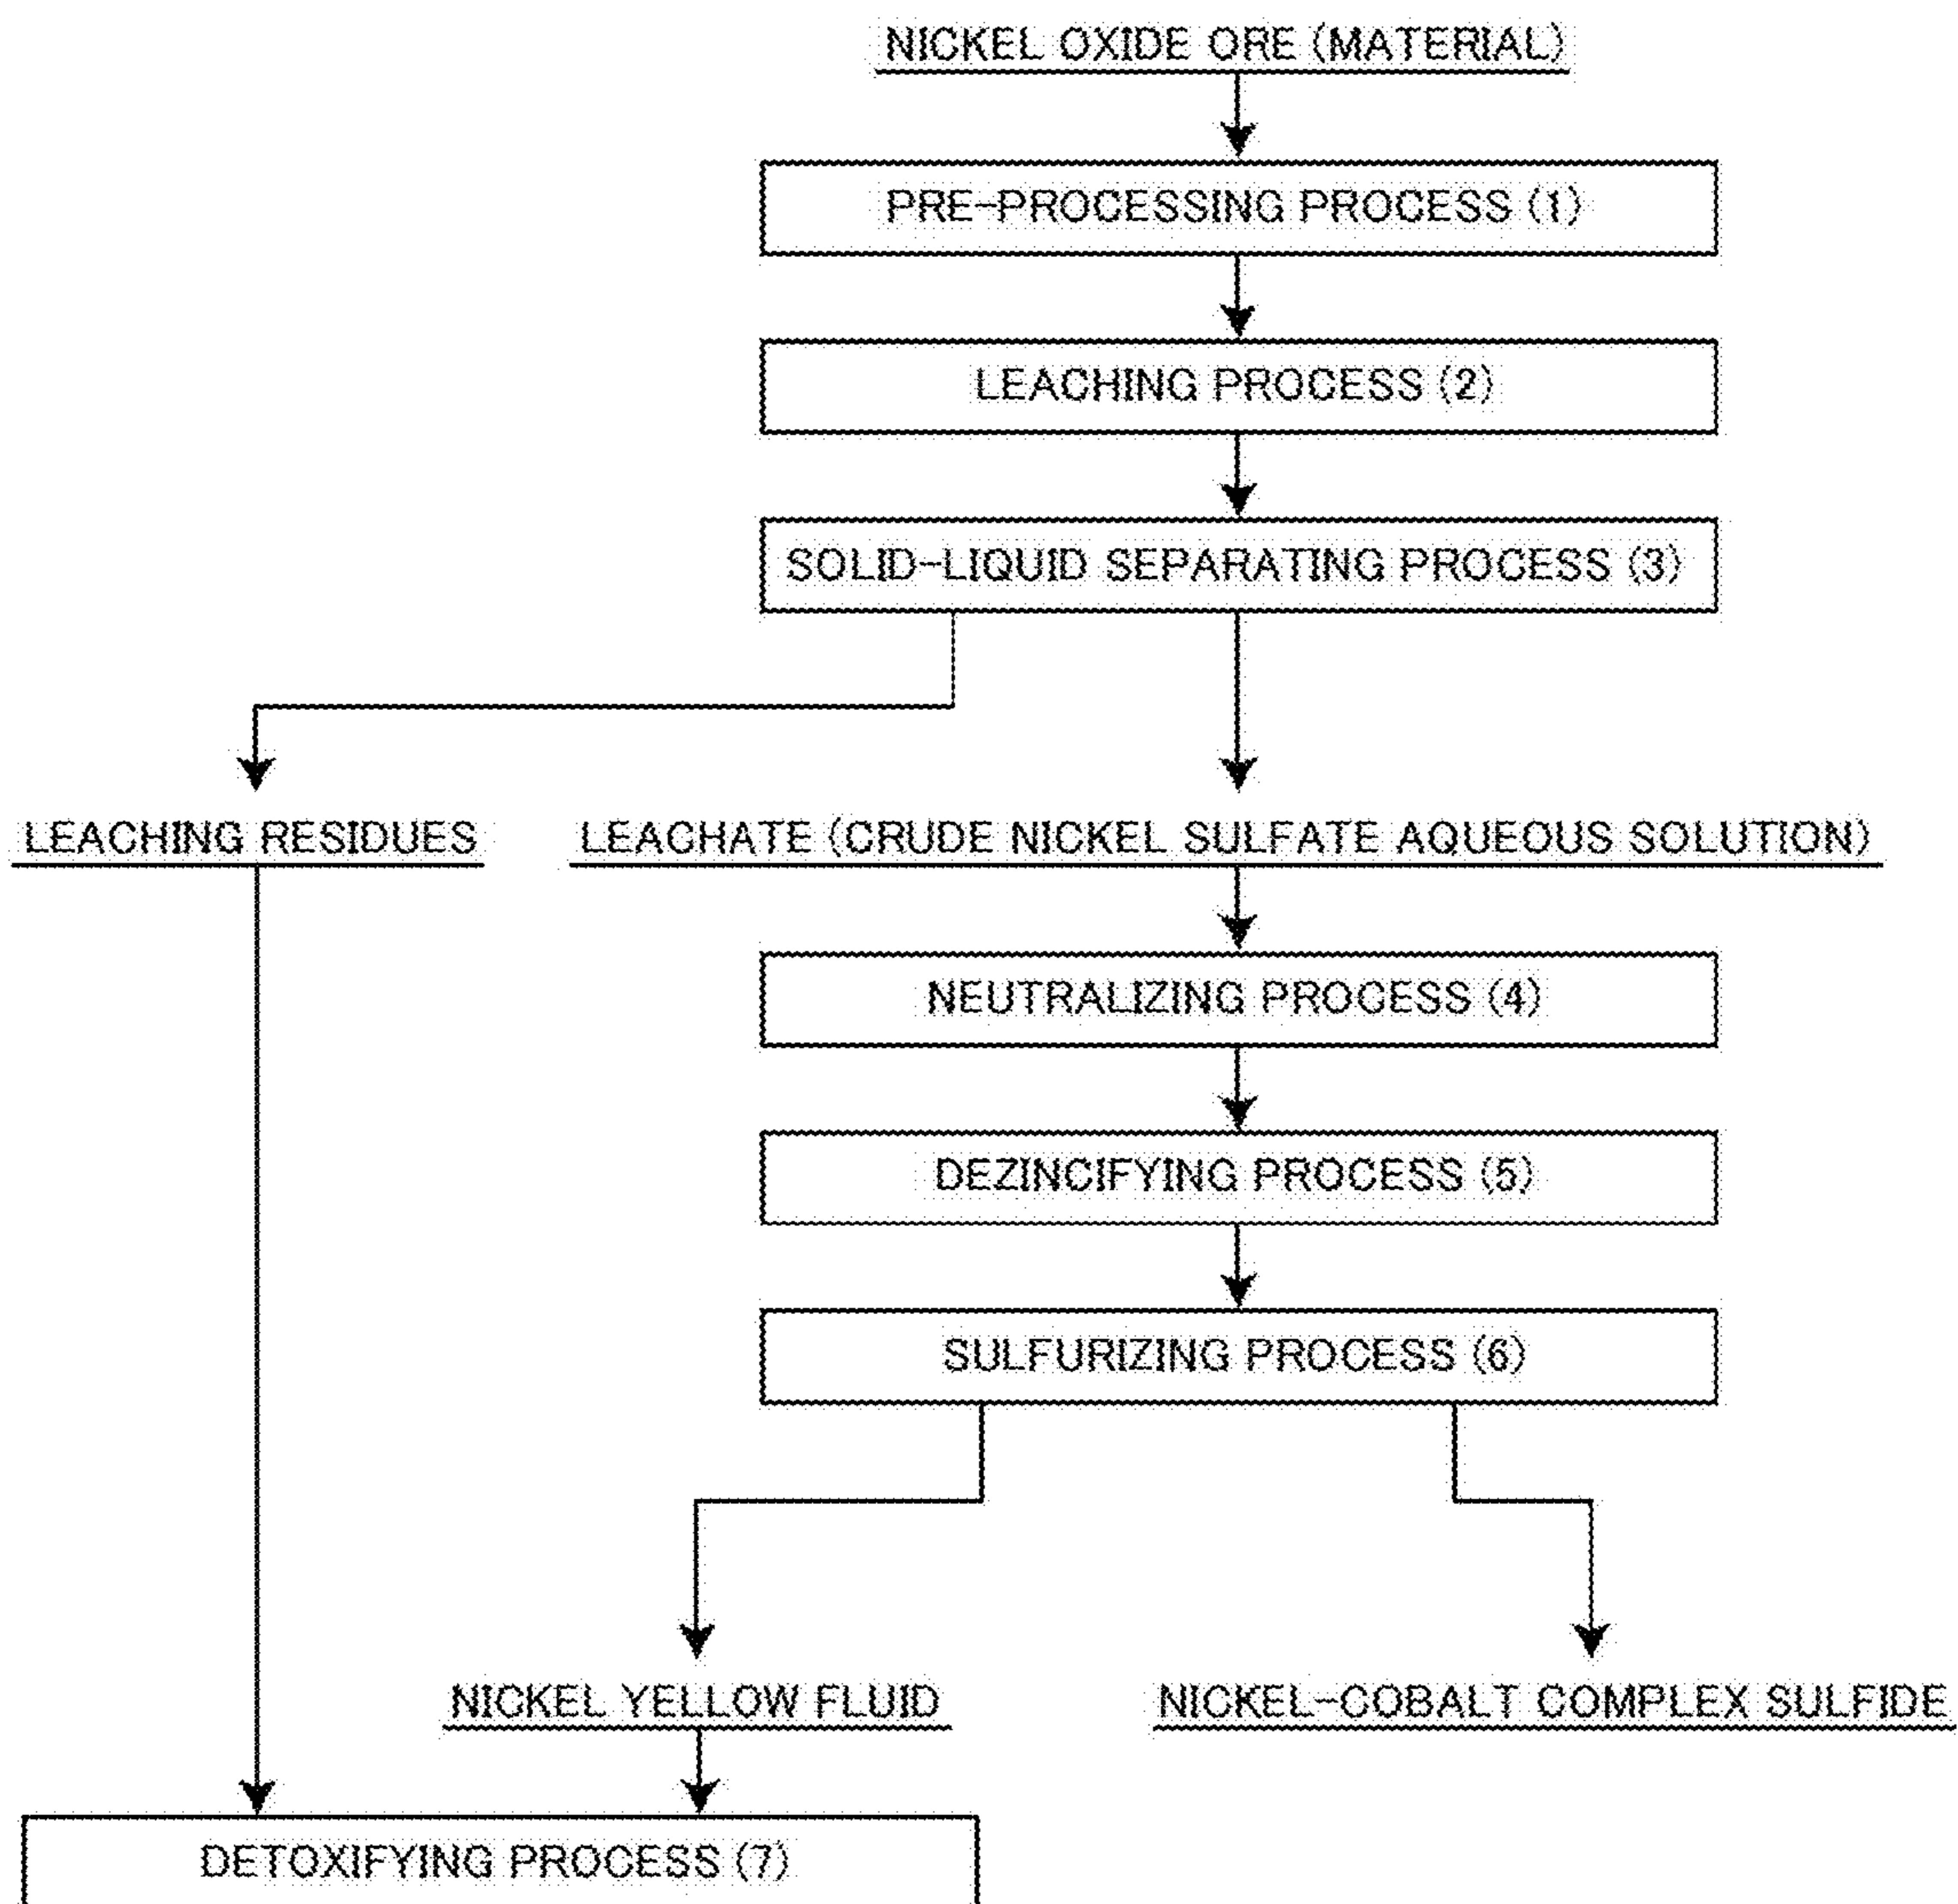 NICKEL OXIDE ORE (MATERIAL)
PRE-PROCESSING PROCESS (1)
LEACHING PROCESS (2)
SOLID-LIQUID SEPARATING PROCESS (3)
LEACHING RESIDUES
LEACHATE (CRUDE NICKEL SULFATE AQUEOUS SOLUTION)
NEUTRALIZING PROCESS (4)
DEZINCIFYING PROCESS (5)
SULFURIZING PROCESS (6)
NICKEL YELLOW FLUID
NICKEL-COBALT COMPLEX SULFIDE
DETOXIFYING PROCESS (7)